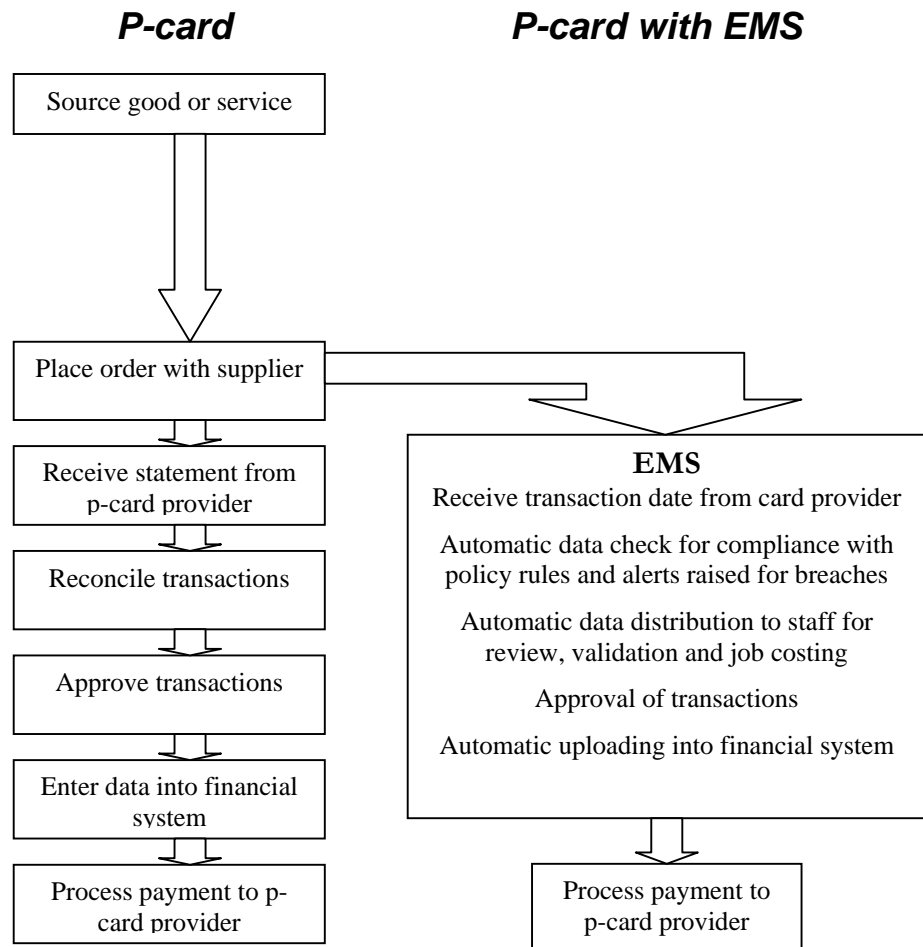 P-card
P-card with EMS
Source good or service
Place order with supplier
Receive statement from
p-card provider
Reconcile transactions
Approve transactions
Enter data into financial
system
Process payment to p-
card provider
EMS
Receive transaction date from card provider
Automatic data check for compliance with
policy rules and alerts raised for breaches
Automatic data distribution to staff for
review, validation and job costing
Approval of transactions
Automatic uploading into financial system
Process payment to
p-card provider